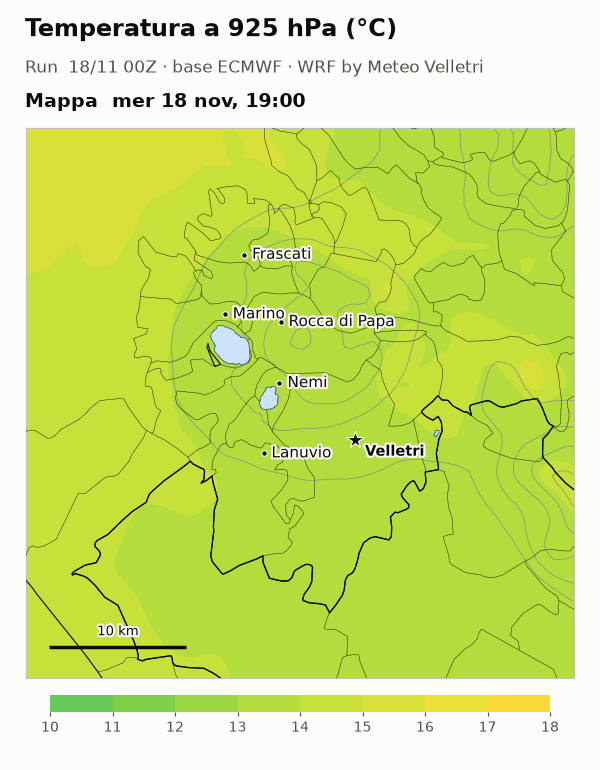 Temperatura a 925 hPa (°C)
Run  18/11 00Z · base ECMWF · WRF by Meteo Velletri
Mappa  mer 18 nov, 19:00
Frascati
Marino
Rocca di Papa
Nemi
Velletri
Lanuvio
10 km
10 11 12 13 14 15 16 17 18